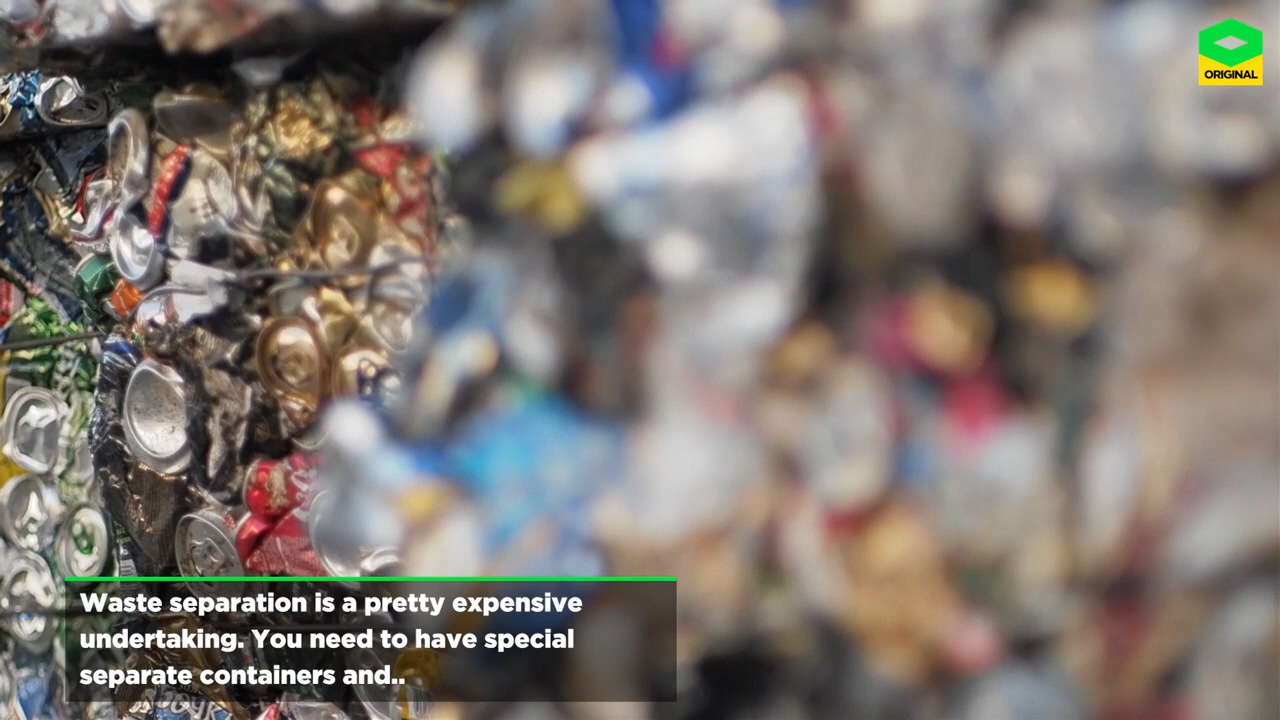 ORIGINAL
Waste separation is a pretty expensive
undertaking. You need to have special
separate containers and..